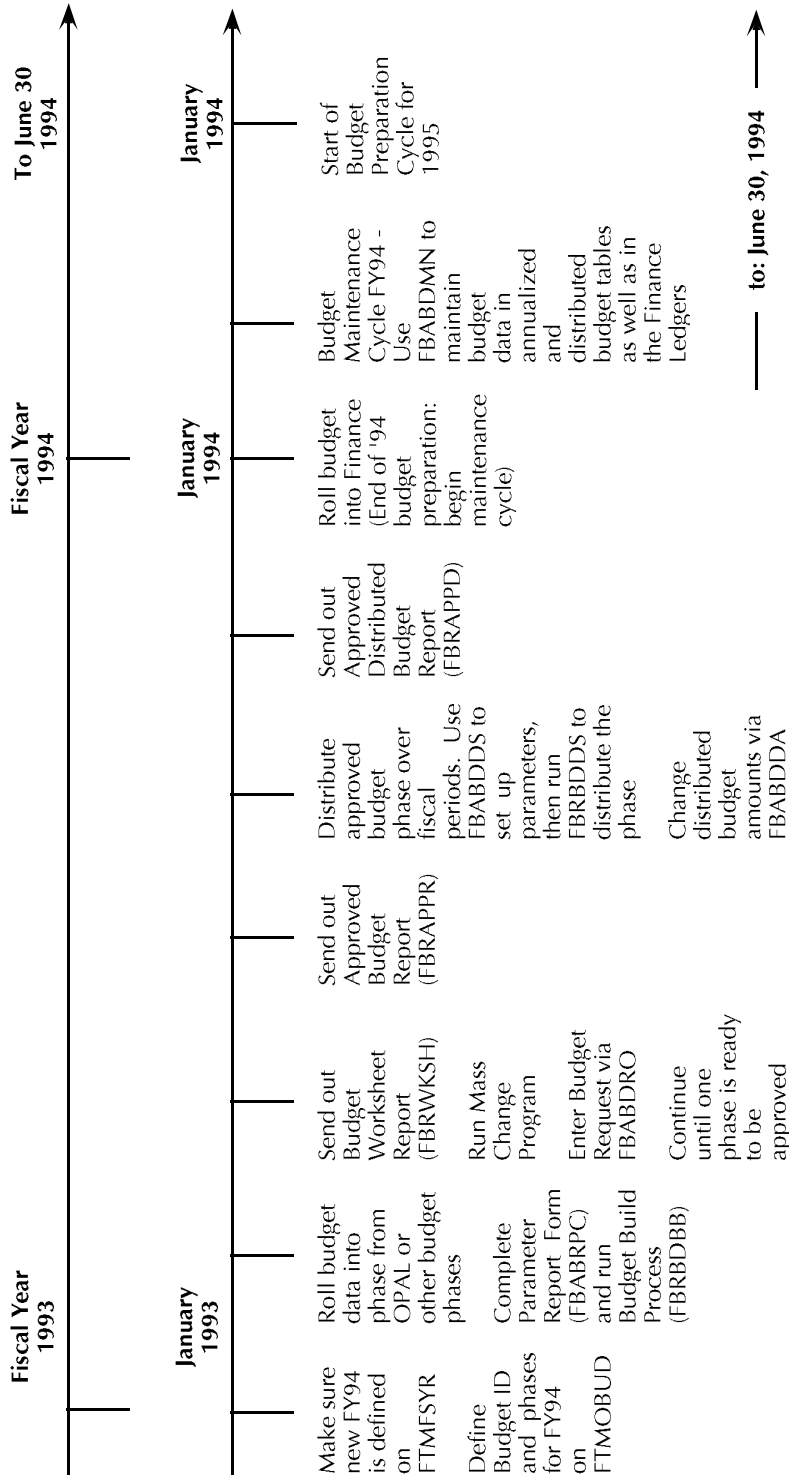 Fiscal Year
1993
Fiscal Year
1994
To June 30
1994
January
1993
January
1994
January
1994
Make sure
new FY94
is defined
on
FTMFSYR
Define
Budget ID
and phases
for FY94
on
FTMOBUD
Roll budget
data into
phase from
OPAL or
other budget
phases
Complete
Parameter
Report Form
(FBABRPC)
and run
Budget Build
Process
(FBRBDBB)
Send out
Budget
Worksheet
Report
(FBRWKSH)
Run Mass
Change
Program
Enter Budget
Request via
FBABDRO
Continue
until one
phase is ready
to be
approved
Send out
Approved
Budget
Report
(FBRAPPR)
Distribute
approved
budget
phase over
fiscal
periods. Use
FBABDDS to
set up
parameters,
then run
FBRBDDS to
distribute the
phase
Change
distributed
budget
amounts via
FBABDDA
Send out
Approved
Distributed
Budget
Report
(FBRAPPD)
Roll budget
into Finance
(End of '94
budget
preparation:
begin
maintenance
cycle)
Budget
Maintenance
Cycle FY94 -
Use
FBABDMN to
maintain
budget
data in
annualized
and
distributed
budget tables
as well as in
the Finance
Ledgers
Start of
Budget
Preparation
Cycle for
1995
to: June 30, 1994